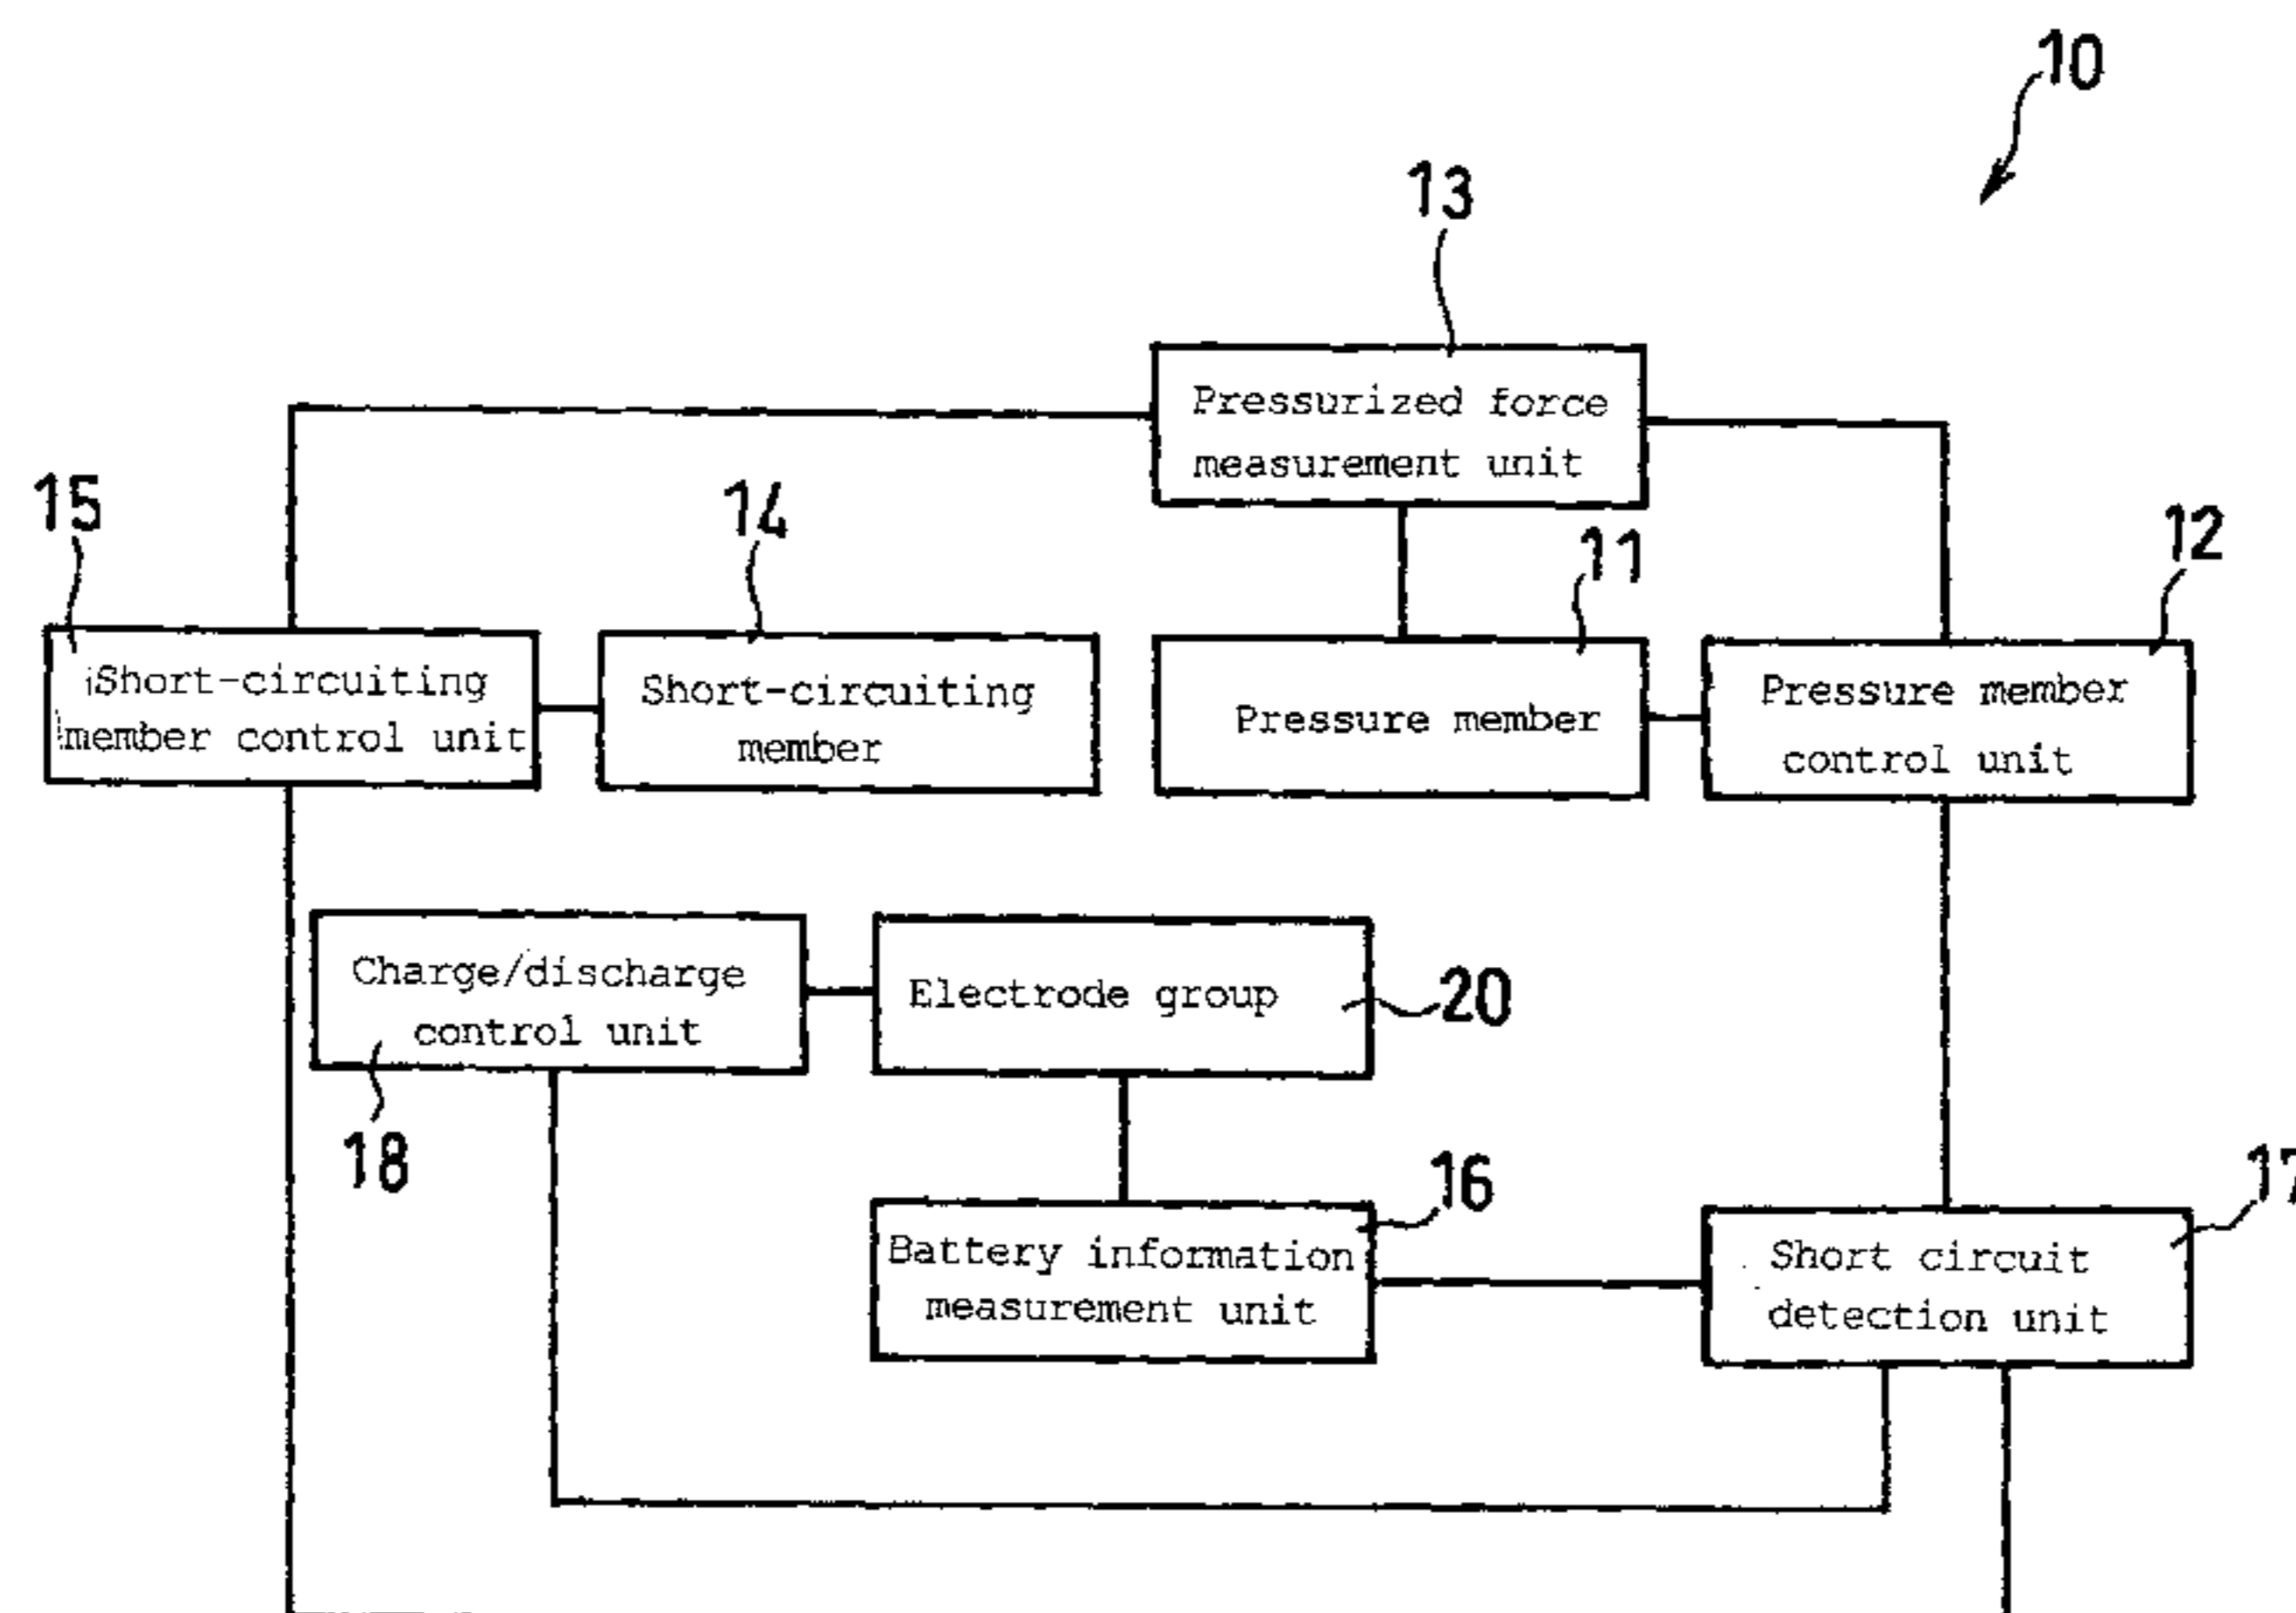 10
13
Pressurized force
measurement unit
15
14
11
12
Short-circuiting
member control unit
Short-circuiting
member
Pressure member
Pressure member
control unit
Charge/discharge
control unit
Electrode group
20
18
16
17
Battery information
measurement unit
Short circuit
detection unit